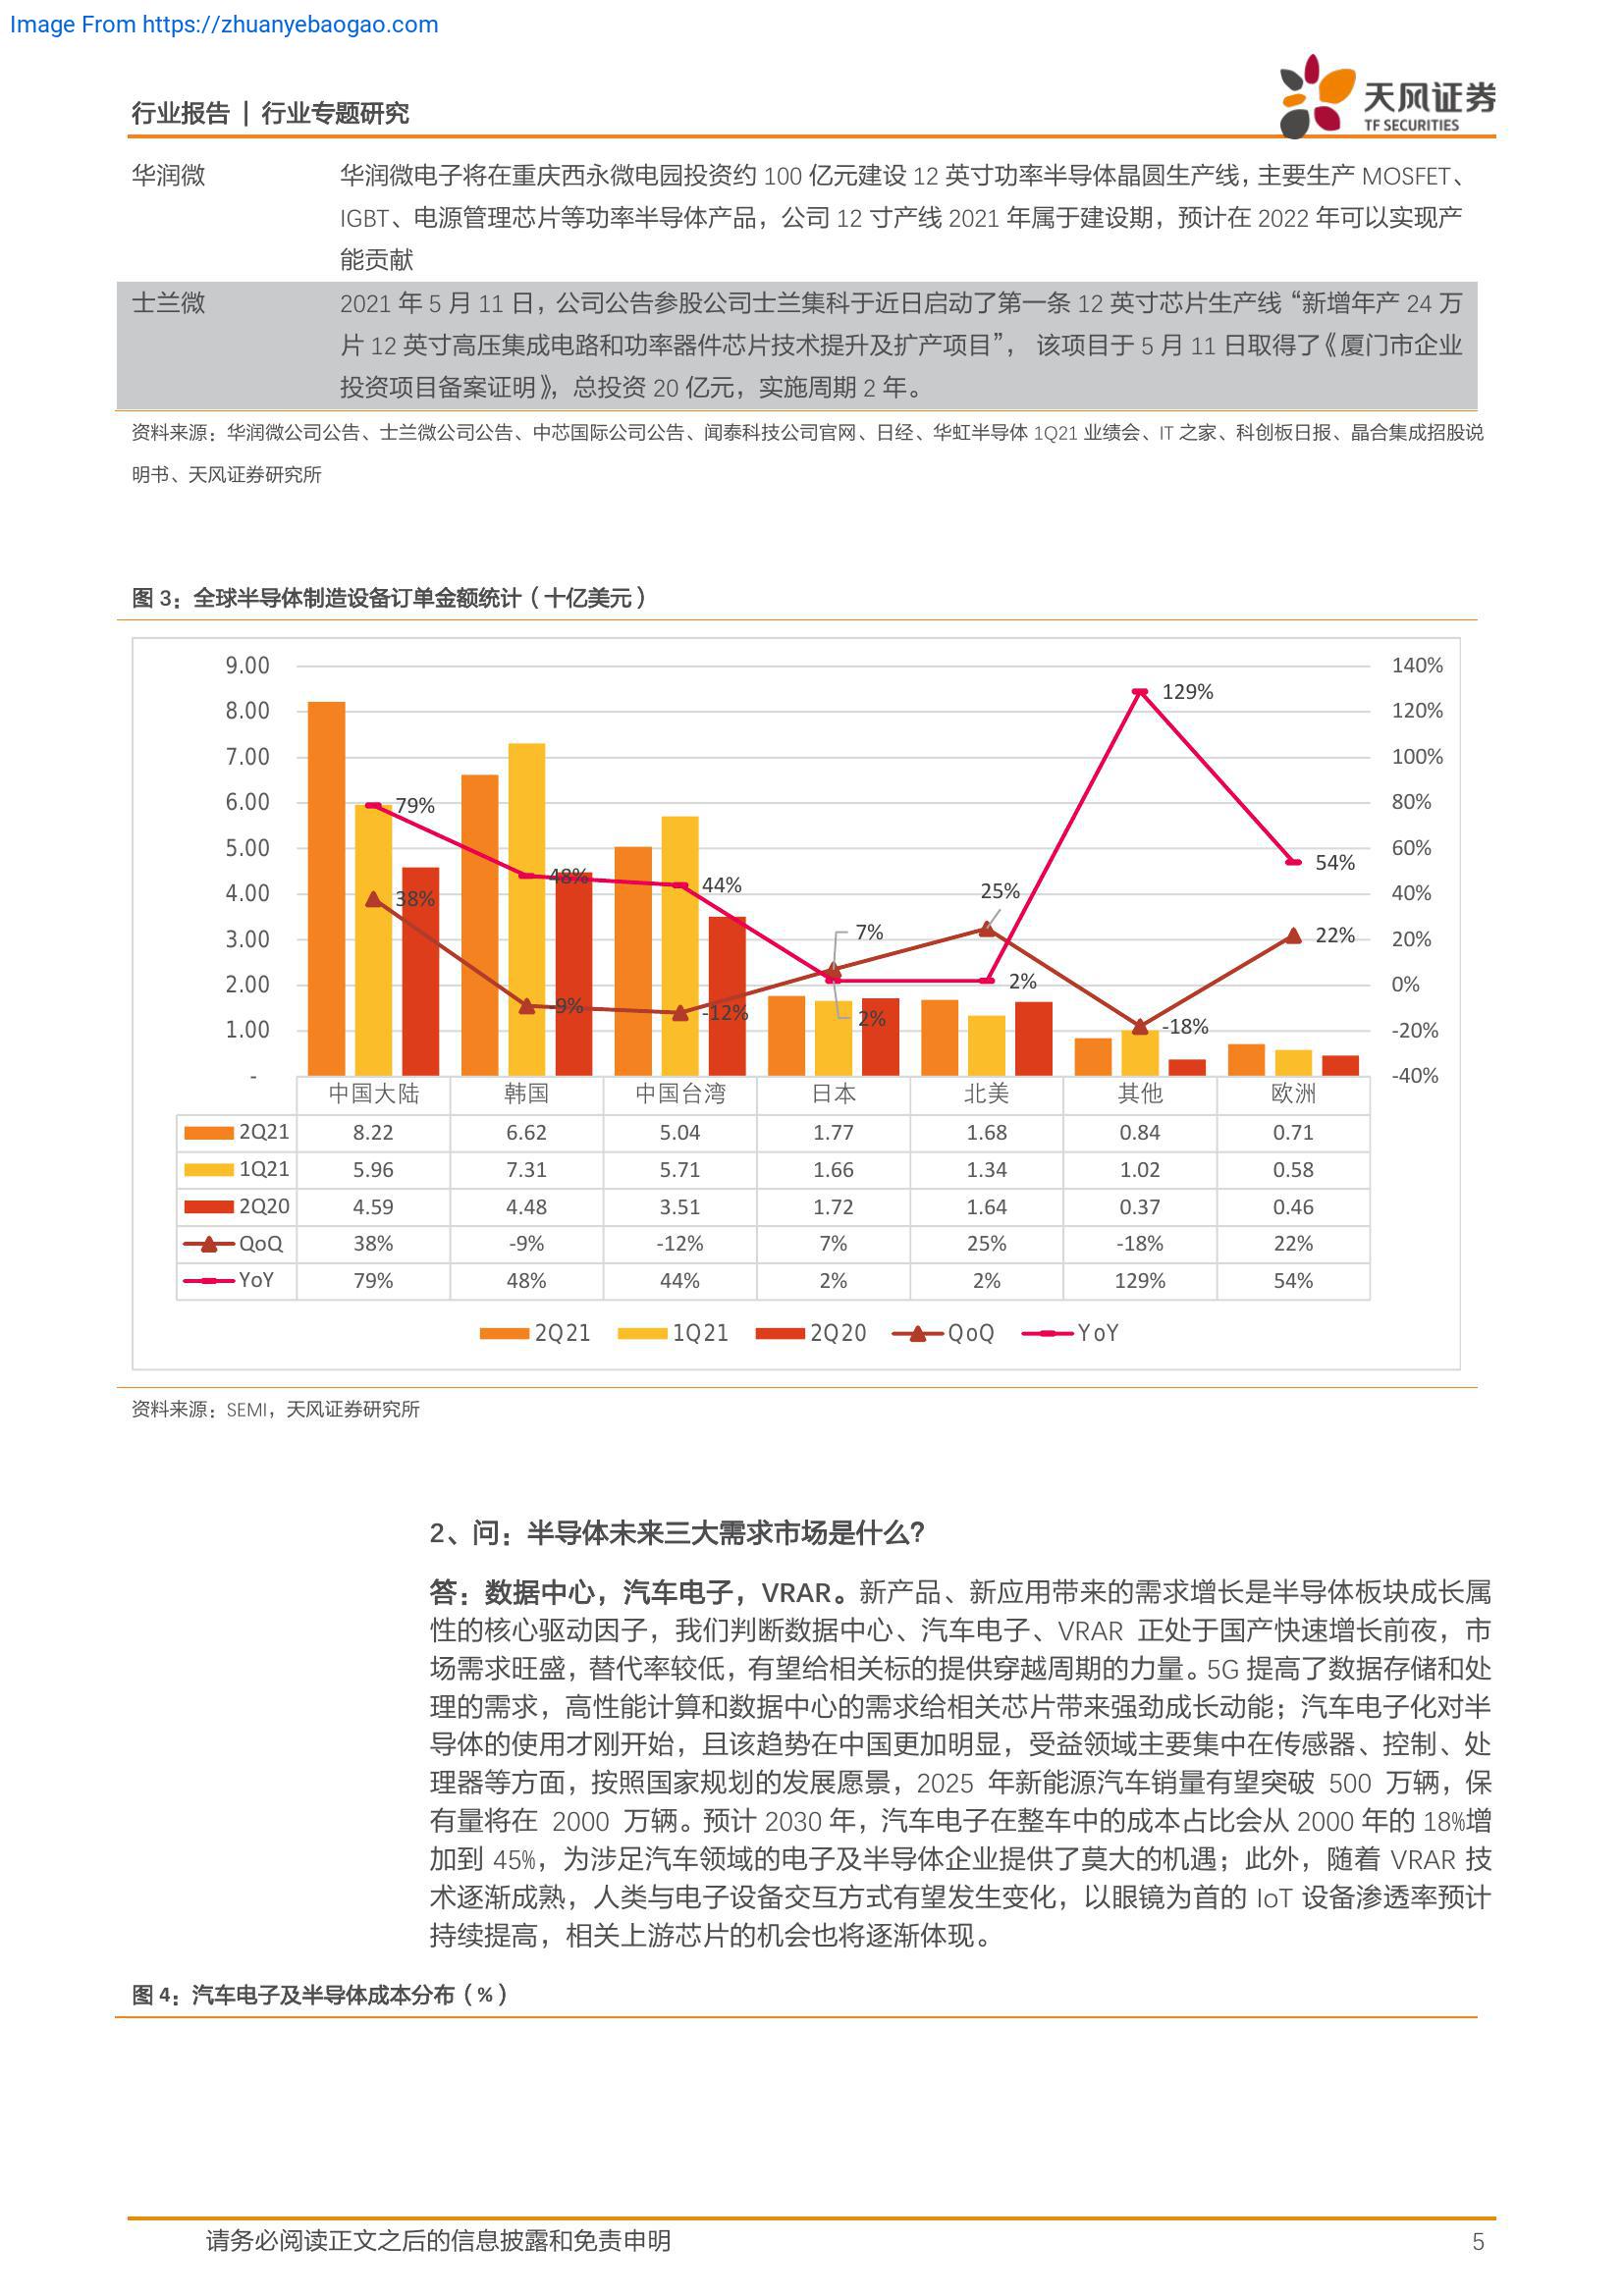 Image From https://zhuanyebaogao.com
行业报告 | 行业专题研究
天风证券
TF SECURITIES
华润微 华润微电子将在重庆西永微电园投资约 100 亿元建设 12 英寸功率半导体晶圆生产线，主要生产 MOSFET、
IGBT、电源管理芯片等功率半导体产品，公司 12 寸产线 2021 年属于建设期，预计在 2022 年可以实现产
能贡献
士兰微 2021 年 5 月 11 日，公司公告参股公司士兰集科于近日启动了第一条 12 英寸芯片生产线 “新增年产 24 万
片 12 英寸高压集成电路和功率器件芯片技术提升及扩产项目”， 该项目于 5 月 11 日取得了《厦门市企业
投资项目备案证明》，总投资 20 亿元，实施周期 2 年。
资料来源：华润微公司公告、士兰微公司公告、中芯国际公司公告、闻泰科技公司官网、日经、华虹半导体 1Q21 业绩会、IT 之家、科创板日报、晶合集成招股说
明书、天风证券研究所
图 3：全球半导体制造设备订单金额统计（十亿美元）
9.00 140%
129%
8.00 120%
7.00 100%
6.00 79% 80%
5.00 60%
54%
48% 44%
4.00 38% 25% 40%
3.00 7% 22% 20%
2.00 2% 0%
-9% -12% 2% -18%
1.00 -20%
- -40%
中国大陆 韩国 中国台湾 日本 北美 其他 欧洲
2Q21 8.22 6.62 5.04 1.77 1.68 0.84 0.71
1Q21 5.96 7.31 5.71 1.66 1.34 1.02 0.58
2Q20 4.59 4.48 3.51 1.72 1.64 0.37 0.46
QoQ 38% -9% -12% 7% 25% -18% 22%
YoY 79% 48% 44% 2% 2% 129% 54%
2Q21 1Q21 2Q20 QoQ YoY
资料来源：SEMI，天风证券研究所
2、问：半导体未来三大需求市场是什么？
答：数据中心，汽车电子，VRAR。新产品、新应用带来的需求增长是半导体板块成长属
性的核心驱动因子，我们判断数据中心、汽车电子、VRAR 正处于国产快速增长前夜，市
场需求旺盛，替代率较低，有望给相关标的提供穿越周期的力量。5G 提高了数据存储和处
理的需求，高性能计算和数据中心的需求给相关芯片带来强劲成长动能；汽车电子化对半
导体的使用才刚开始，且该趋势在中国更加明显，受益领域主要集中在传感器、控制、处
理器等方面，按照国家规划的发展愿景，2025 年新能源汽车销量有望突破 500 万辆，保
有量将在 2000 万辆。预计 2030 年，汽车电子在整车中的成本占比会从 2000 年的 18%增
加到 45%，为涉足汽车领域的电子及半导体企业提供了莫大的机遇；此外，随着 VRAR 技
术逐渐成熟，人类与电子设备交互方式有望发生变化，以眼镜为首的 IoT 设备渗透率预计
持续提高，相关上游芯片的机会也将逐渐体现。
图 4：汽车电子及半导体成本分布（%）
请务必阅读正文之后的信息披露和免责申明 5